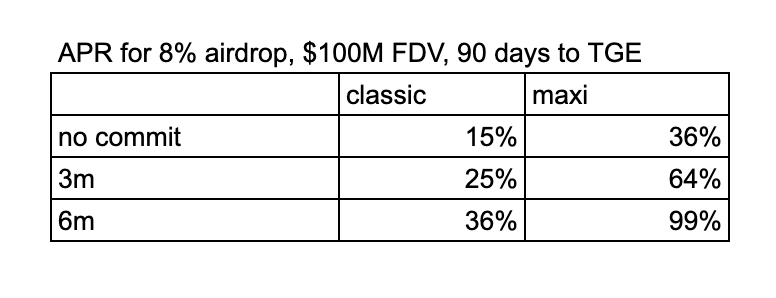 APR for 8% airdrop, $100M FDV, 90 days to TGE
classic maxi
no commit 15% 36%
3m 25% 64%
6m 36% 99%